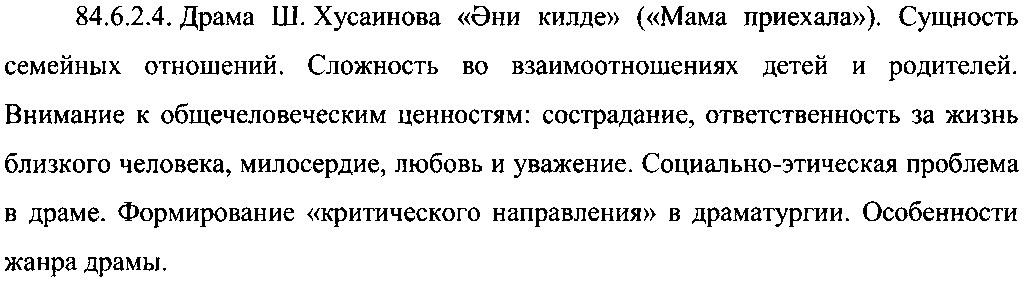 84.6.2.4. Драма Ш. Хусаинова «Әни килде» («Мама приехала»). Сущность
семейных отношений. Сложность во взаимоотношениях детей и родителей.
Внимание к общечеловеческим ценностям: сострадание, ответственность за жизнь
близкого человека, милосердие, любовь и уважение. Социально-этическая проблема
в драме. Формирование «критического направления» в драматургии. Особенности
жанра драмы.